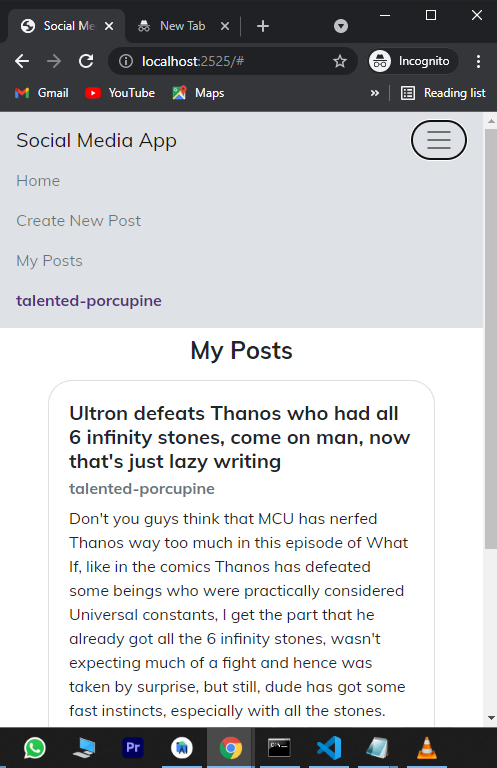 Social Me
New Tab
localhost:2525/#
Incognito
Gmail
YouTube
Maps
»
Reading list
Social Media App
Home
Create New Post
My Posts
talented-porcupine
My Posts
Ultron defeats Thanos who had all
6 infinity stones, come on man, now
that's just lazy writing
talented-porcupine
Don't you guys think that MCU has nerfed
Thanos way too much in this episode of What
If, like in the comics Thanos has defeated
some beings who were practically considered
Universal constants, I get the part that he
already got all the 6 infinity stones, wasn't
expecting much of a fight and hence was
taken by surprise, but still, dude has got some
fast instincts, especially with all the stones.
Pr